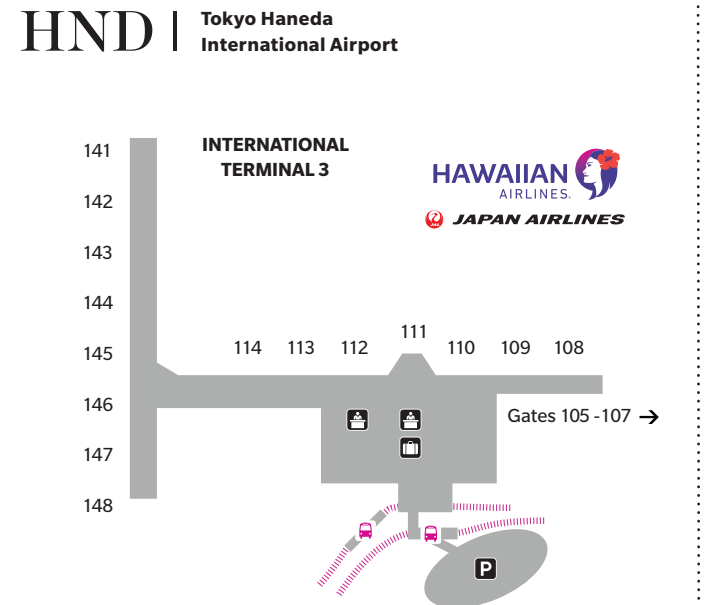 HND
Tokyo Haneda
International Airport
INTERNATIONAL
TERMINAL 3
HAWAIIAN
AIRLINES®
JAL
JAPAN AIRLINES
141
142
143
144
145
146
147
148
114 113 112 111 110 109 108
Gates 105 -107 →
P